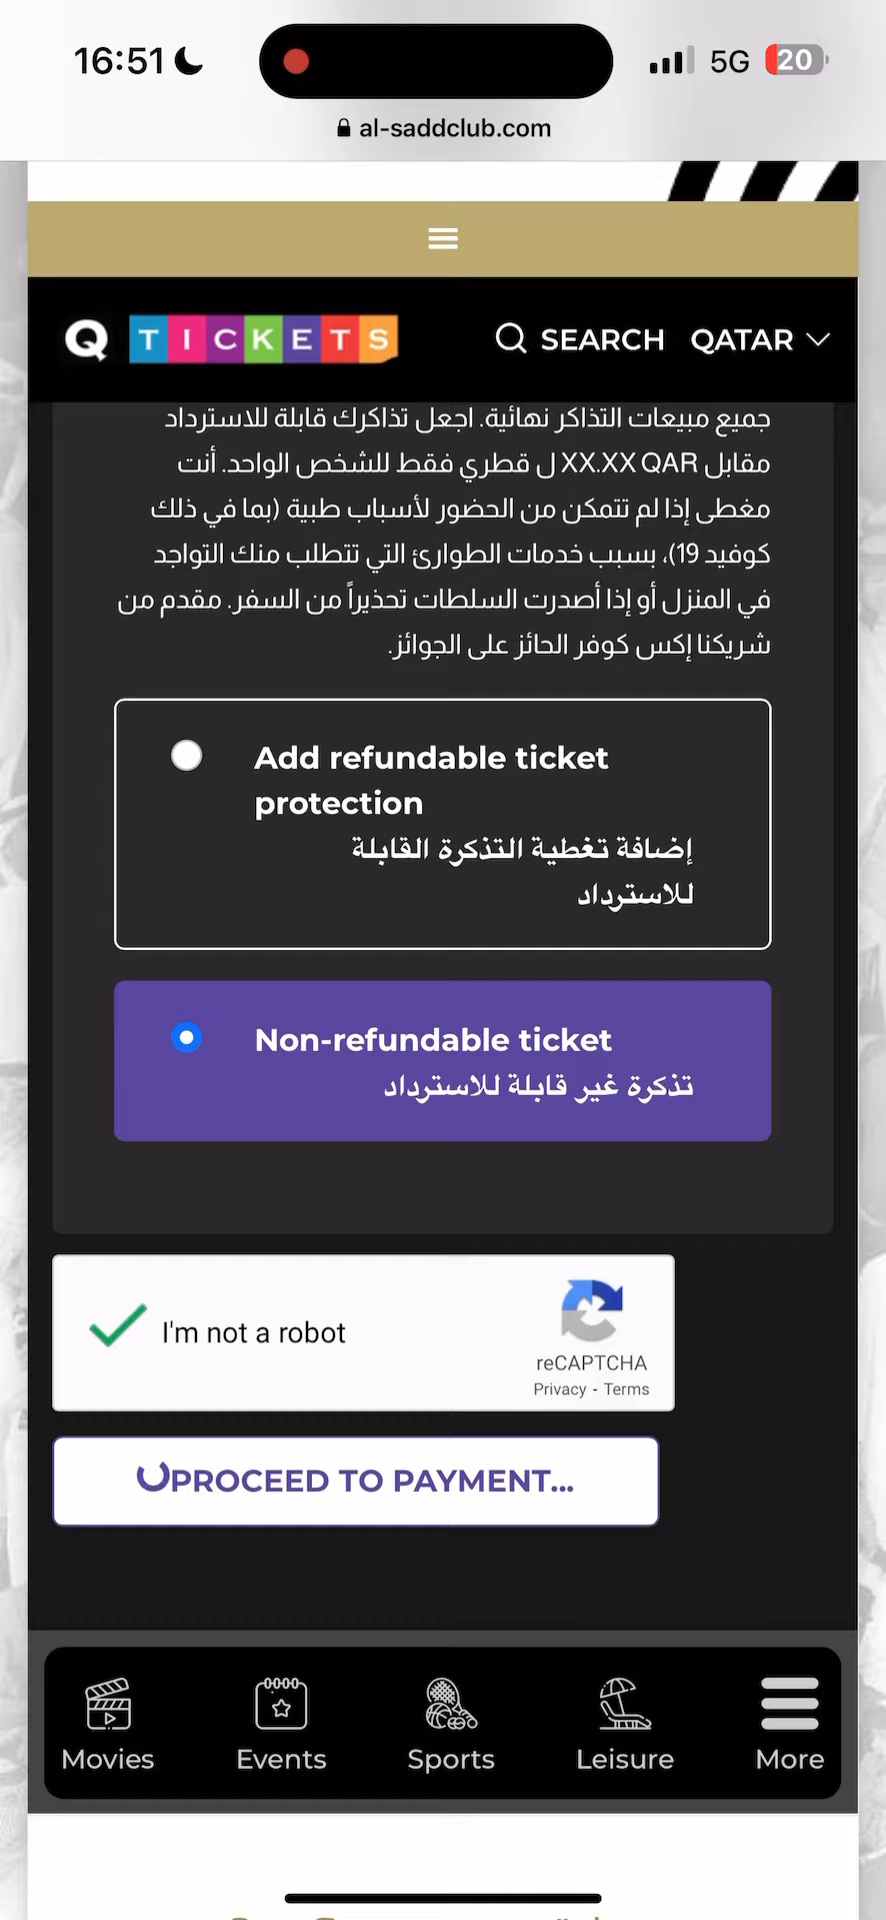 16:51
5G
20
al-saddclub.com
Q TICKETS
SEARCH
QATAR
جميع مبيعات التذاكر نهائية. اجعل تذاكرك قابلة للاسترداد
مقابل XX.XX QAR ل قطري فقط للشخص الواحد. أنت
مغطى إذا لم تتمكن من الحضور لأسباب طبية (بما في ذلك
كوفيد 19)، بسبب خدمات الطوارئ التي تتطلب منك التواجد
في المنزل أو إذا أصدرت السلطات تحذيراً من السفر. مقدم من
شريكنا إكس كوفر الحائز على الجوائز.
Add refundable ticket
protection
إضافة تغطية التذكرة القابلة
للاسترداد
Non-refundable ticket
تذكرة غير قابلة للاسترداد
I'm not a robot
reCAPTCHA
Privacy - Terms
PROCEED TO PAYMENT...
Movies
Events
Sports
Leisure
More